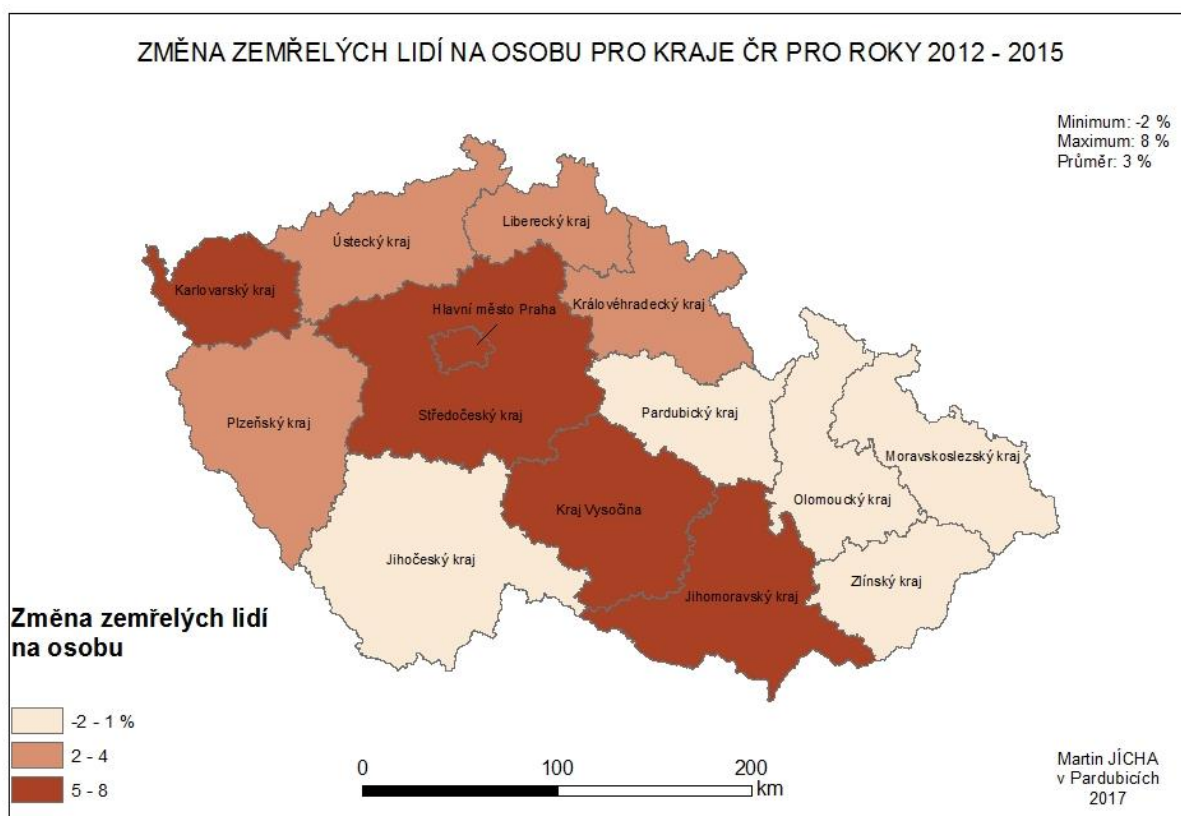 ZMĚNA ZEMŘELÝCH LIDÍ NA OSOBU PRO KRAJE ČR PRO ROKY 2012 - 2015
Minimum: -2 %
Maximum: 8 %
Průměr: 3 %
Liberecký kraj
Ústecký kraj
Karlovarský kraj
Královéhradecký kraj
Hlavní město Praha
Středočeský kraj
Pardubický kraj
Plzeňský kraj
Moravskoslezský kraj
Olomoucký kraj
Kraj Vysočina
Jihočeský kraj
Zlínský kraj
Jihomoravský kraj
Změna zemřelých lidí
na osobu
-2 - 1 %
2 - 4
5 - 8
0 100 200
km
Martin JÍCHA
v Pardubicích
2017